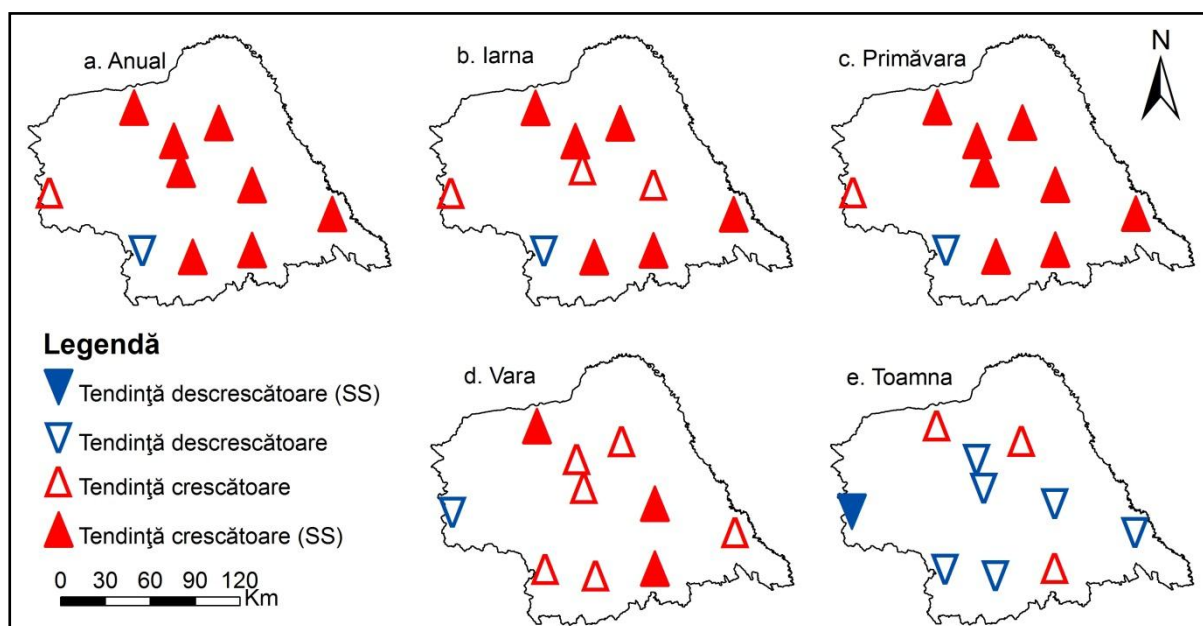 a. Anual
b. Iarna
c. Primăvara
N
Legendă
Tendinţă descrescătoare (SS)
Tendinţă descrescătoare
Tendinţă crescătoare
Tendinţă crescătoare (SS)
0 30 60 90 120
Km
d. Vara
e. Toamna